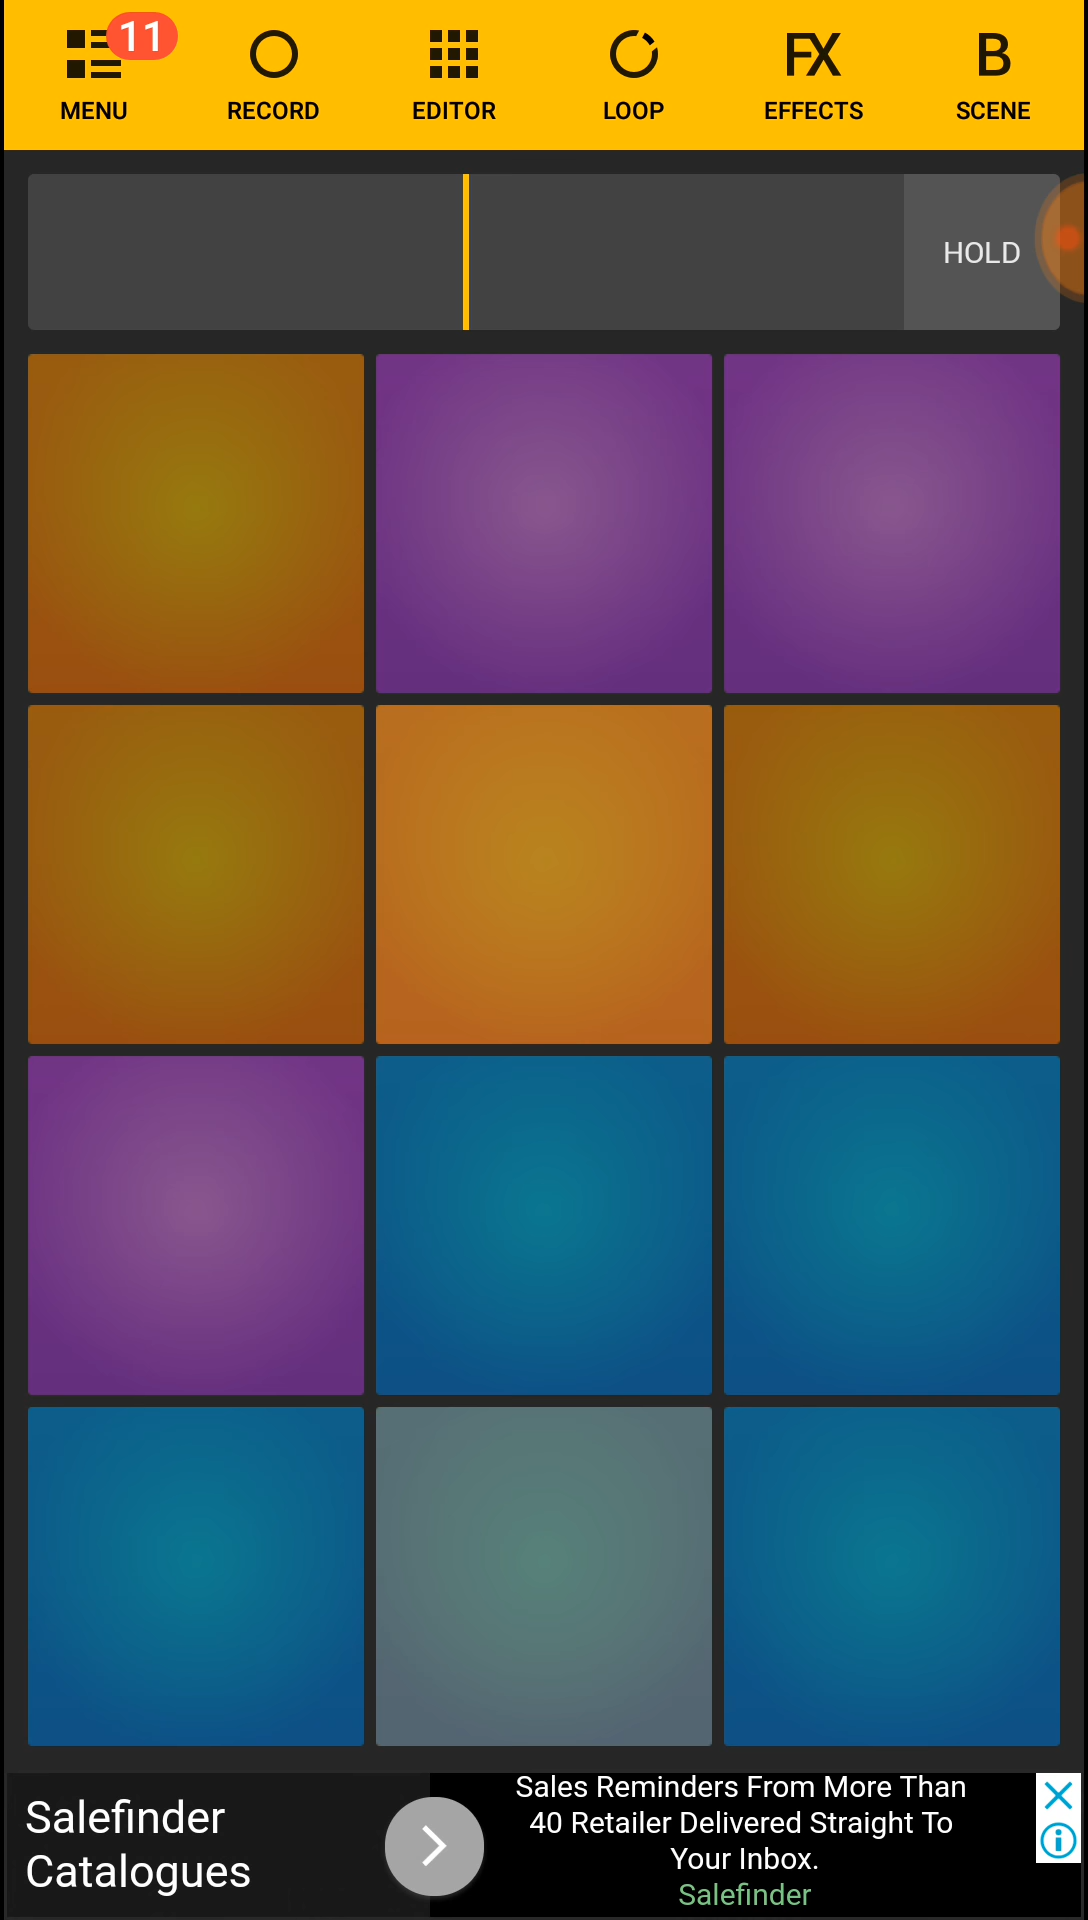 11
MENU
RECORD
EDITOR
LOOP
FX
EFFECTS
B
SCENE
HOLD
Salefinder
Catalogues
Sales Reminders From More Than
40 Retailer Delivered Straight To
Your Inbox.
Salefinder